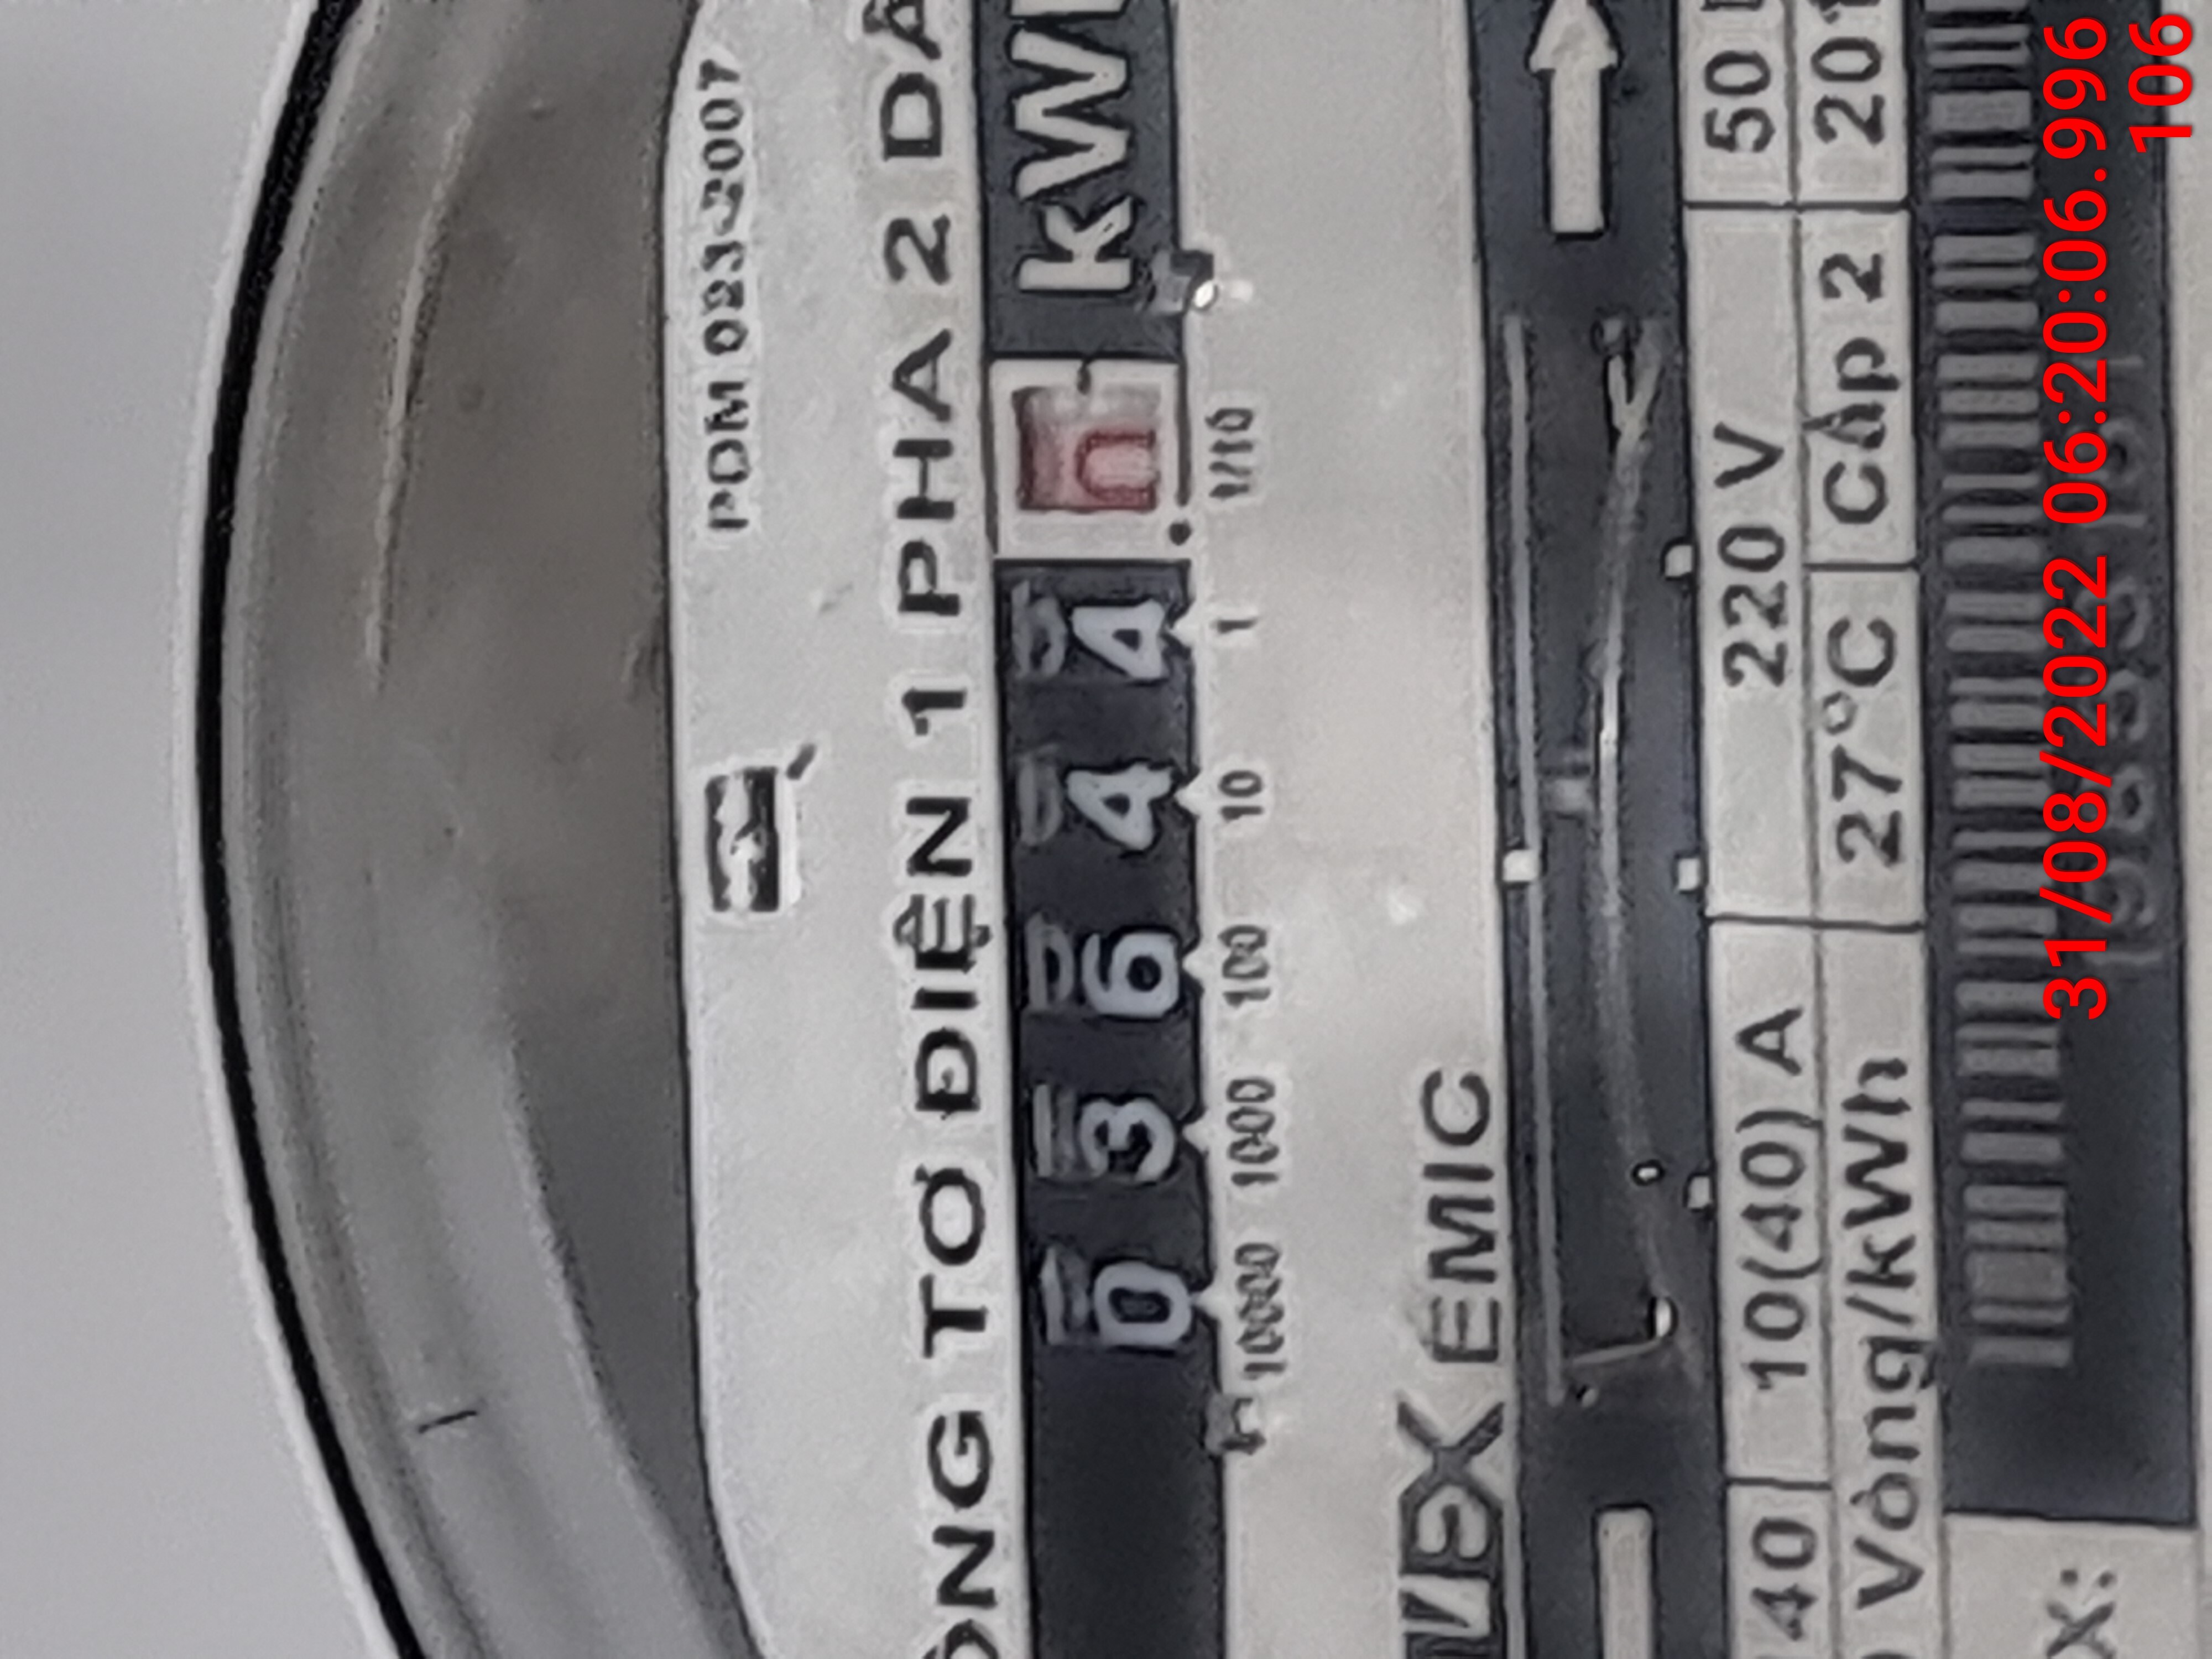 PDM 023-2007
ÔNG TƠ ĐIỆN 1 PHA 2 DÂ
0 3 6 4 4
kWh
10000 1000 100 10 1 1/10
EMIC
40 10(40) A 220 V 50
Vòng/kWh 27°C Cấp 2 201
X:
31/08/2022 06:20:06.996
106